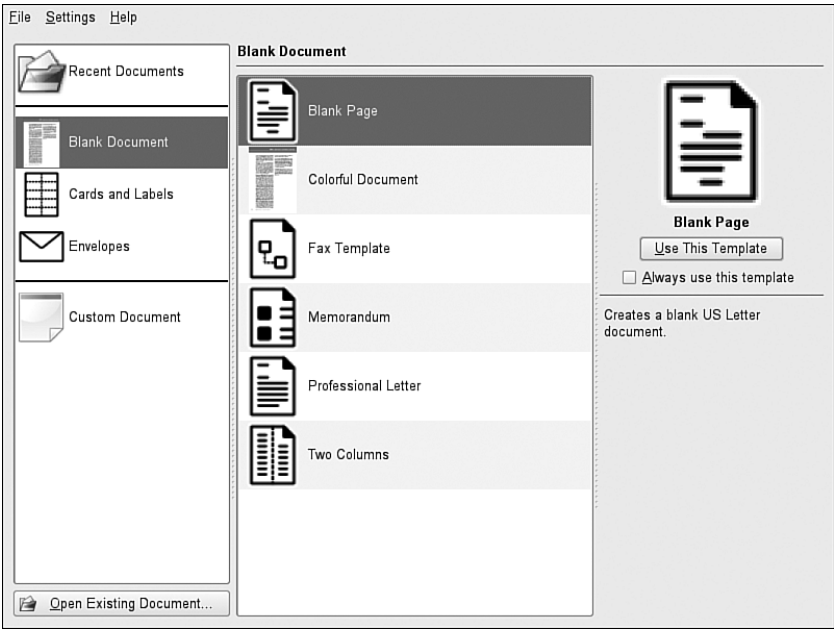 File Settings Help
Recent Documents
Blank Document
Cards and Labels
Envelopes
Custom Document
Open Existing Document...
Blank Document
Blank Page
Colorful Document
Fax Template
Memorandum
Professional Letter
Two Columns
Blank Page
Use This Template
Always use this template
Creates a blank US Letter
document.